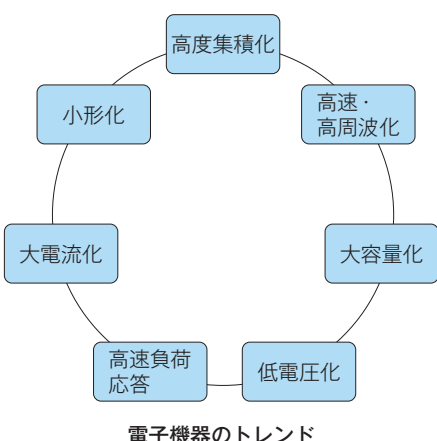 高度集積化
高速・
高周波化
大容量化
低電圧化
高速負荷
応答
大電流化
小形化
電子機器のトレンド